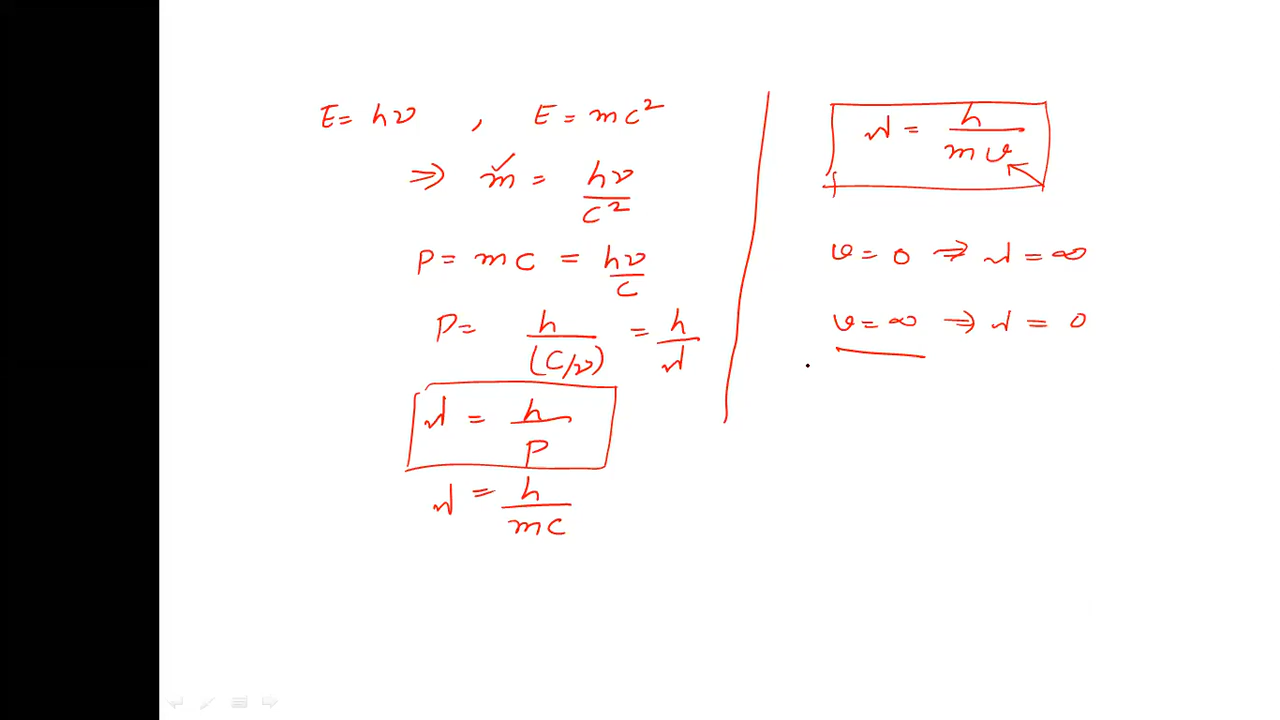 E = hν , E = mc²
⇒ m = hν/c²
P = mc = hν/c
P = h/(C/ν) = h/λ
λ = h/P
λ = h/mc
λ = h/mv
v = 0 ⇒ λ = ∞
v = ∞ ⇒ λ = 0